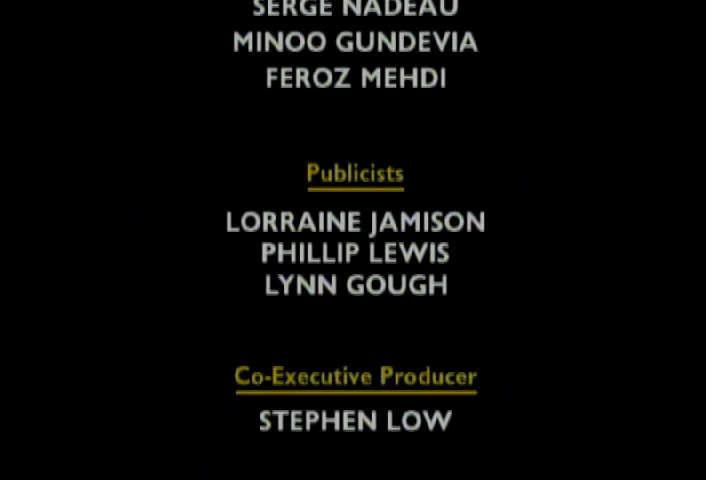 SERGE NADEAU
MINOO GUNDEVIA
FEROZ MEHDI
Publicists
LORRAINE JAMISON
PHILLIP LEWIS
LYNN GOUGH
Co-Executive Producer
STEPHEN LOW